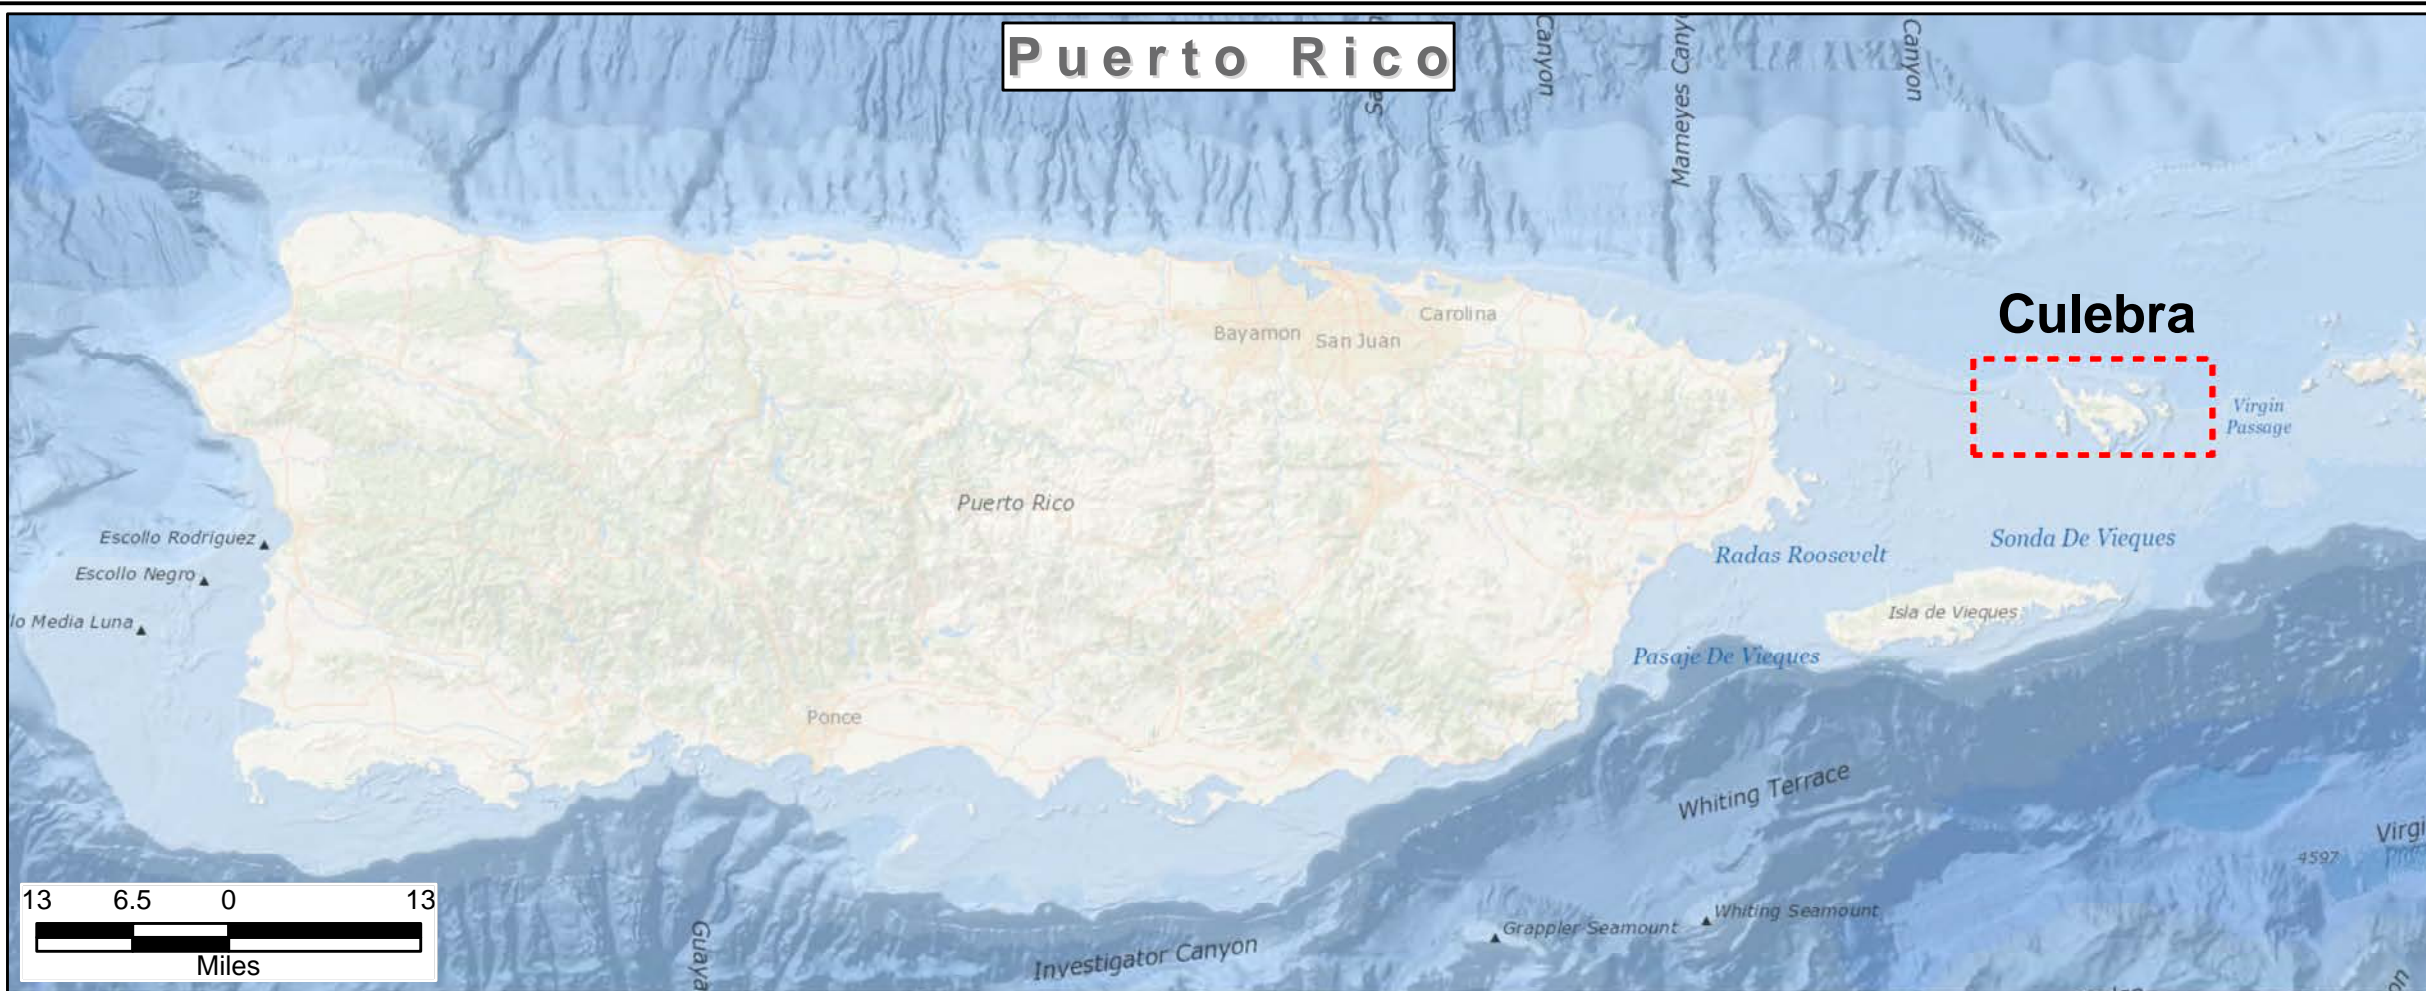 Puerto Rico
Canyon
Mameyes Cany
Canyon
Culebra
Carolina
Bayamon
San Juan
Virgin
Passage
Puerto Rico
Escollo Rodriguez
Escollo Negro
lo Media Luna
Radas Roosevelt
Sonda De Vieques
Isla de Vieques
Pasaje De Vieques
Ponce
Whiting Terrace
Virgi
4597
Grappler Seamount
Whiting Seamount
Investigator Canyon
Guaya
on
13 6.5 0 13
Miles